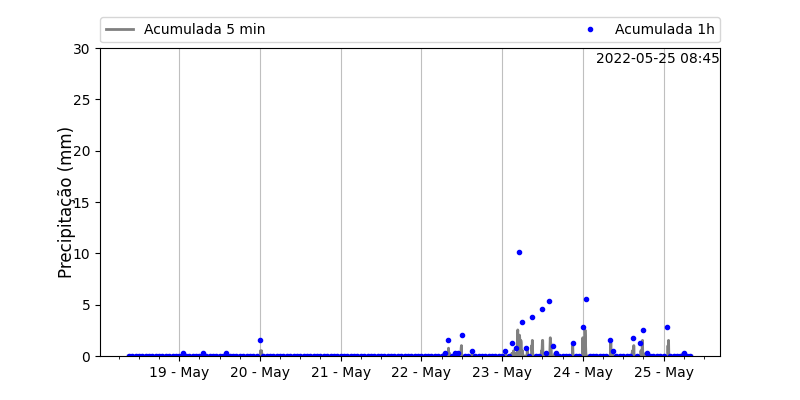 Acumulada 5 min
Acumulada 1h
2022-05-25 08:45
Precipitação (mm)
30
25
20
15
10
5
0
19 - May
20 - May
21 - May
22 - May
23 - May
24 - May
25 - May